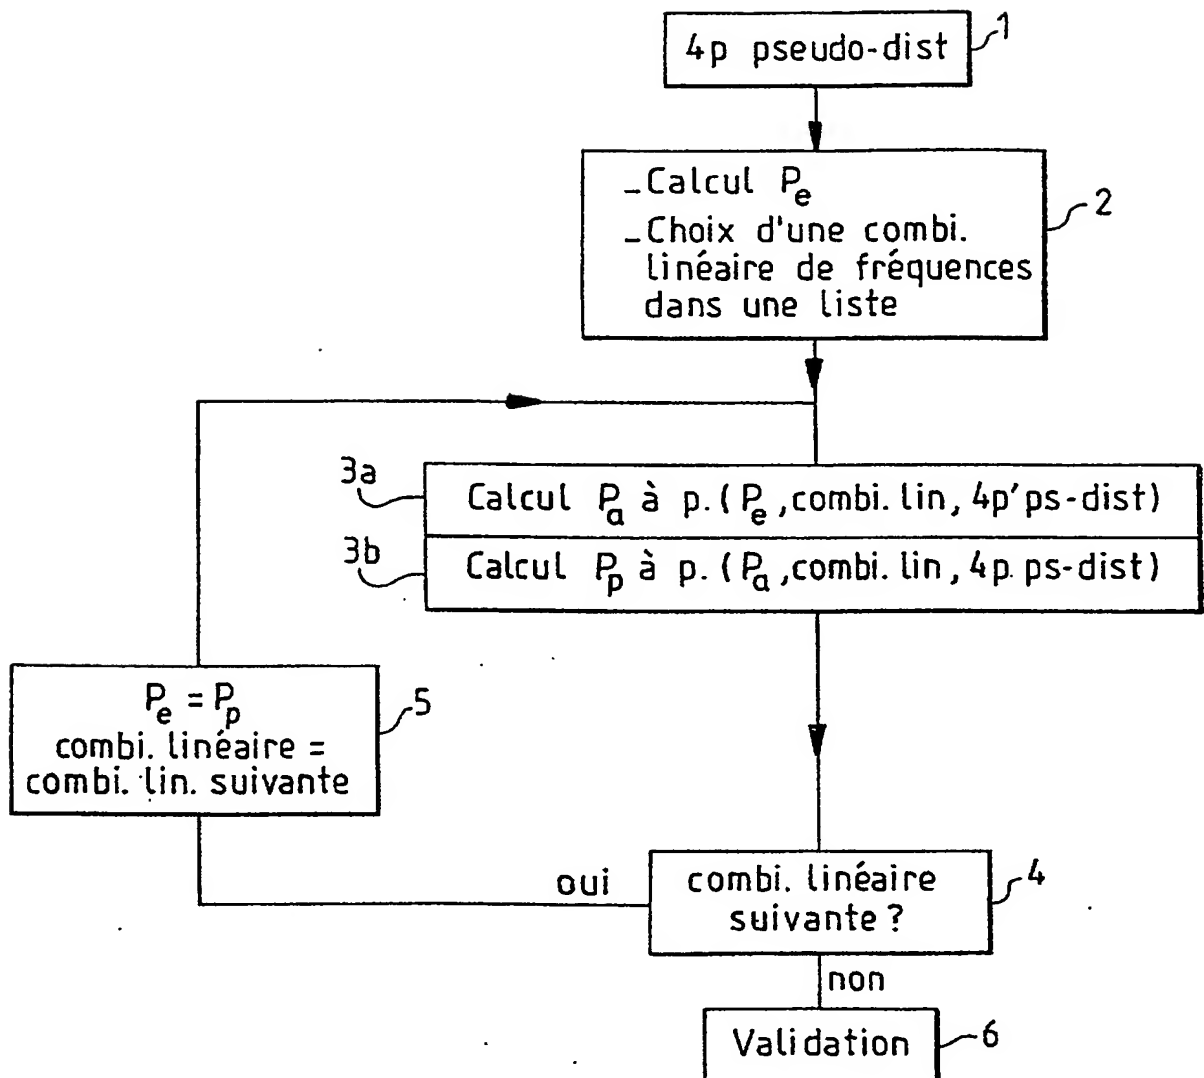 4p pseudo-dist
1
-Calcul Pe
-Choix d'une combi.
linéaire de fréquences
dans une liste
2
3a
Calcul Pa à p. (Pe, combi. lin, 4p' ps-dist)
3b
Calcul Pp à p. (Pa, combi. lin, 4p. ps-dist)
Pe = Pp
combi. linéaire =
combi. lin. suivante
5
oui
combi. linéaire
suivante ?
4
non
Validation
6